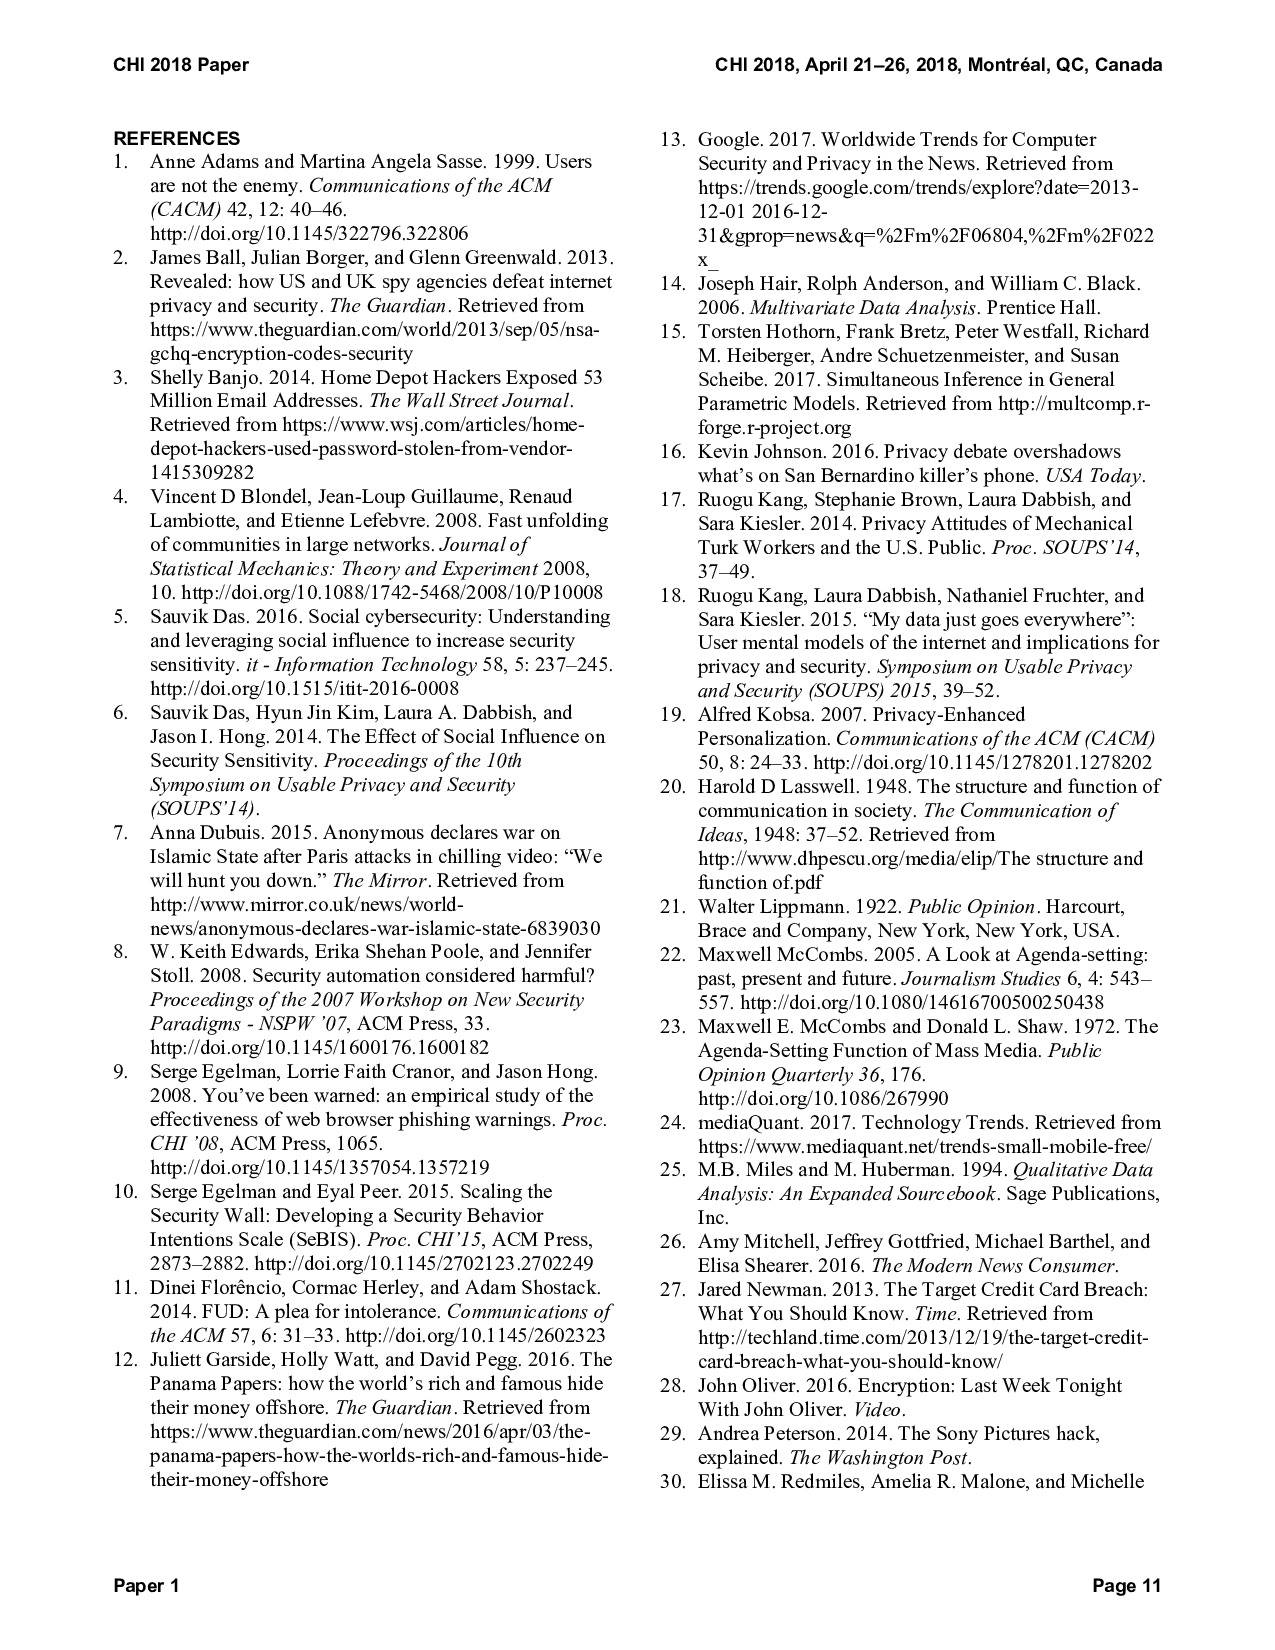 CHI 2018 Paper
CHI 2018, April 21–26, 2018, Montréal, QC, Canada
REFERENCES
1. Anne Adams and Martina Angela Sasse. 1999. Users
are not the enemy. Communications of the ACM
(CACM) 42, 12: 40–46.
http://doi.org/10.1145/322796.322806
2. James Ball, Julian Borger, and Glenn Greenwald. 2013.
Revealed: how US and UK spy agencies defeat internet
privacy and security. The Guardian. Retrieved from
https://www.theguardian.com/world/2013/sep/05/nsa-
gchq-encryption-codes-security
3. Shelly Banjo. 2014. Home Depot Hackers Exposed 53
Million Email Addresses. The Wall Street Journal.
Retrieved from https://www.wsj.com/articles/home-
depot-hackers-used-password-stolen-from-vendor-
1415309282
4. Vincent D Blondel, Jean-Loup Guillaume, Renaud
Lambiotte, and Etienne Lefebvre. 2008. Fast unfolding
of communities in large networks. Journal of
Statistical Mechanics: Theory and Experiment 2008,
10. http://doi.org/10.1088/1742-5468/2008/10/P10008
5. Sauvik Das. 2016. Social cybersecurity: Understanding
and leveraging social influence to increase security
sensitivity. it - Information Technology 58, 5: 237–245.
http://doi.org/10.1515/itit-2016-0008
6. Sauvik Das, Hyun Jin Kim, Laura A. Dabbish, and
Jason I. Hong. 2014. The Effect of Social Influence on
Security Sensitivity. Proceedings of the 10th
Symposium on Usable Privacy and Security
(SOUPS’14).
7. Anna Dubuis. 2015. Anonymous declares war on
Islamic State after Paris attacks in chilling video: “We
will hunt you down.” The Mirror. Retrieved from
http://www.mirror.co.uk/news/world-
news/anonymous-declares-war-islamic-state-6839030
8. W. Keith Edwards, Erika Shehan Poole, and Jennifer
Stoll. 2008. Security automation considered harmful?
Proceedings of the 2007 Workshop on New Security
Paradigms - NSPW ’07, ACM Press, 33.
http://doi.org/10.1145/1600176.1600182
9. Serge Egelman, Lorrie Faith Cranor, and Jason Hong.
2008. You’ve been warned: an empirical study of the
effectiveness of web browser phishing warnings. Proc.
CHI ’08, ACM Press, 1065.
http://doi.org/10.1145/1357054.1357219
10. Serge Egelman and Eyal Peer. 2015. Scaling the
Security Wall: Developing a Security Behavior
Intentions Scale (SeBIS). Proc. CHI’15, ACM Press,
2873–2882. http://doi.org/10.1145/2702123.2702249
11. Dinei Florêncio, Cormac Herley, and Adam Shostack.
2014. FUD: A plea for intolerance. Communications of
the ACM 57, 6: 31–33. http://doi.org/10.1145/2602323
12. Juliett Garside, Holly Watt, and David Pegg. 2016. The
Panama Papers: how the world’s rich and famous hide
their money offshore. The Guardian. Retrieved from
https://www.theguardian.com/news/2016/apr/03/the-
panama-papers-how-the-worlds-rich-and-famous-hide-
their-money-offshore
13. Google. 2017. Worldwide Trends for Computer
Security and Privacy in the News. Retrieved from
https://trends.google.com/trends/explore?date=2013-
12-01 2016-12-
31&gprop=news&q=%2Fm%2F06804,%2Fm%2F022
x_
14. Joseph Hair, Rolph Anderson, and William C. Black.
2006. Multivariate Data Analysis. Prentice Hall.
15. Torsten Hothorn, Frank Bretz, Peter Westfall, Richard
M. Heiberger, Andre Schuetzenmeister, and Susan
Scheibe. 2017. Simultaneous Inference in General
Parametric Models. Retrieved from http://multcomp.r-
forge.r-project.org
16. Kevin Johnson. 2016. Privacy debate overshadows
what’s on San Bernardino killer’s phone. USA Today.
17. Ruogu Kang, Stephanie Brown, Laura Dabbish, and
Sara Kiesler. 2014. Privacy Attitudes of Mechanical
Turk Workers and the U.S. Public. Proc. SOUPS’14,
37–49.
18. Ruogu Kang, Laura Dabbish, Nathaniel Fruchter, and
Sara Kiesler. 2015. “My data just goes everywhere”:
User mental models of the internet and implications for
privacy and security. Symposium on Usable Privacy
and Security (SOUPS) 2015, 39–52.
19. Alfred Kobsa. 2007. Privacy-Enhanced
Personalization. Communications of the ACM (CACM)
50, 8: 24–33. http://doi.org/10.1145/1278201.1278202
20. Harold D Lasswell. 1948. The structure and function of
communication in society. The Communication of
Ideas, 1948: 37–52. Retrieved from
http://www.dhpescu.org/media/elip/The structure and
function of.pdf
21. Walter Lippmann. 1922. Public Opinion. Harcourt,
Brace and Company, New York, New York, USA.
22. Maxwell McCombs. 2005. A Look at Agenda-setting:
past, present and future. Journalism Studies 6, 4: 543–
557. http://doi.org/10.1080/14616700500250438
23. Maxwell E. McCombs and Donald L. Shaw. 1972. The
Agenda-Setting Function of Mass Media. Public
Opinion Quarterly 36, 176.
http://doi.org/10.1086/267990
24. mediaQuant. 2017. Technology Trends. Retrieved from
https://www.mediaquant.net/trends-small-mobile-free/
25. M.B. Miles and M. Huberman. 1994. Qualitative Data
Analysis: An Expanded Sourcebook. Sage Publications,
Inc.
26. Amy Mitchell, Jeffrey Gottfried, Michael Barthel, and
Elisa Shearer. 2016. The Modern News Consumer.
27. Jared Newman. 2013. The Target Credit Card Breach:
What You Should Know. Time. Retrieved from
http://techland.time.com/2013/12/19/the-target-credit-
card-breach-what-you-should-know/
28. John Oliver. 2016. Encryption: Last Week Tonight
With John Oliver. Video.
29. Andrea Peterson. 2014. The Sony Pictures hack,
explained. The Washington Post.
30. Elissa M. Redmiles, Amelia R. Malone, and Michelle
Paper 1
Page 11